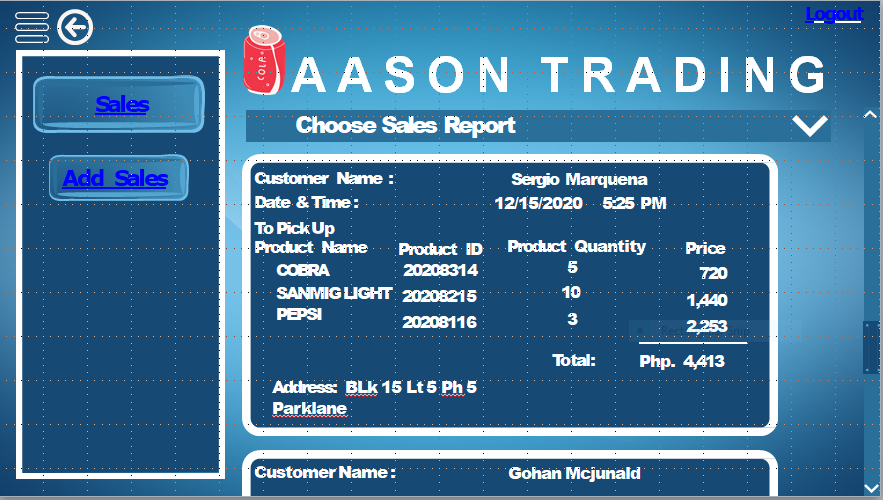 Logout
COLA
AASON TRADING
Sales
Add Sales
Choose Sales Report
Customer Name : Sergio Marquena
Date & Time : 12/15/2020 5:25 PM
To Pick Up
Product Name Product ID Product Quantity Price
COBRA 20208314 5 720
SANMIG LIGHT 20208215 10 1,440
PEPSI 20208116 3 2,253
Total: Php. 4,413
Address: BLk 15 Lt 5 Ph 5
Parklane
Customer Name : Gohan Mcjunald